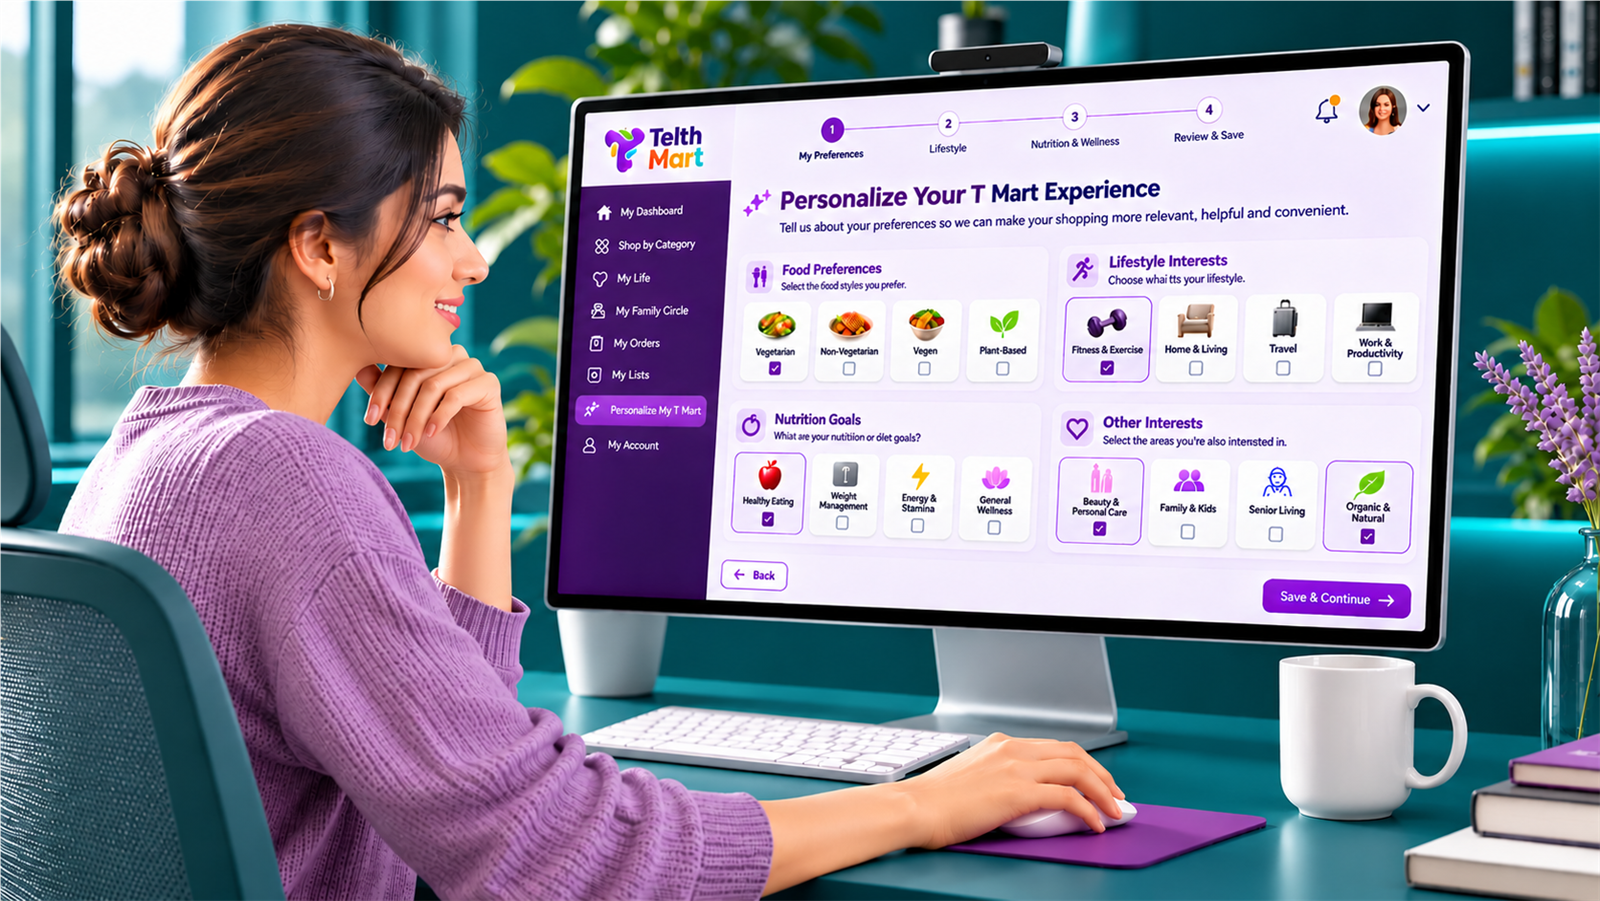 Telth
Mart
1
2
3
4
My Preferences
Lifestyle
Nutrition & Wellness
Review & Save
My Dashboard
Shop by Category
My Life
My Family Circle
My Orders
My Lists
Personalize My T Mart
My Account
Personalize Your T Mart Experience
Tell us about your preferences so we can make your shopping more relevant, helpful and convenient.
Food Preferences
Select the food styles you prefer.
Vegetarian
Non-Vegetarian
Vegen
Plant-Based
Lifestyle Interests
Choose whai tts your lifestyle.
Fitness & Exercise
Home & Living
Travel
Work &
Productivity
Nutrition Goals
What are your nutition or diet goals?
Healthy Eating
Weight
Management
Energy &
Stamina
General
Wellness
Other Interests
Select the areas you're also interested in.
Beauty &
Personal Care
Family & Kids
Senior Living
Organic &
Natural
← Back
Save & Continue →